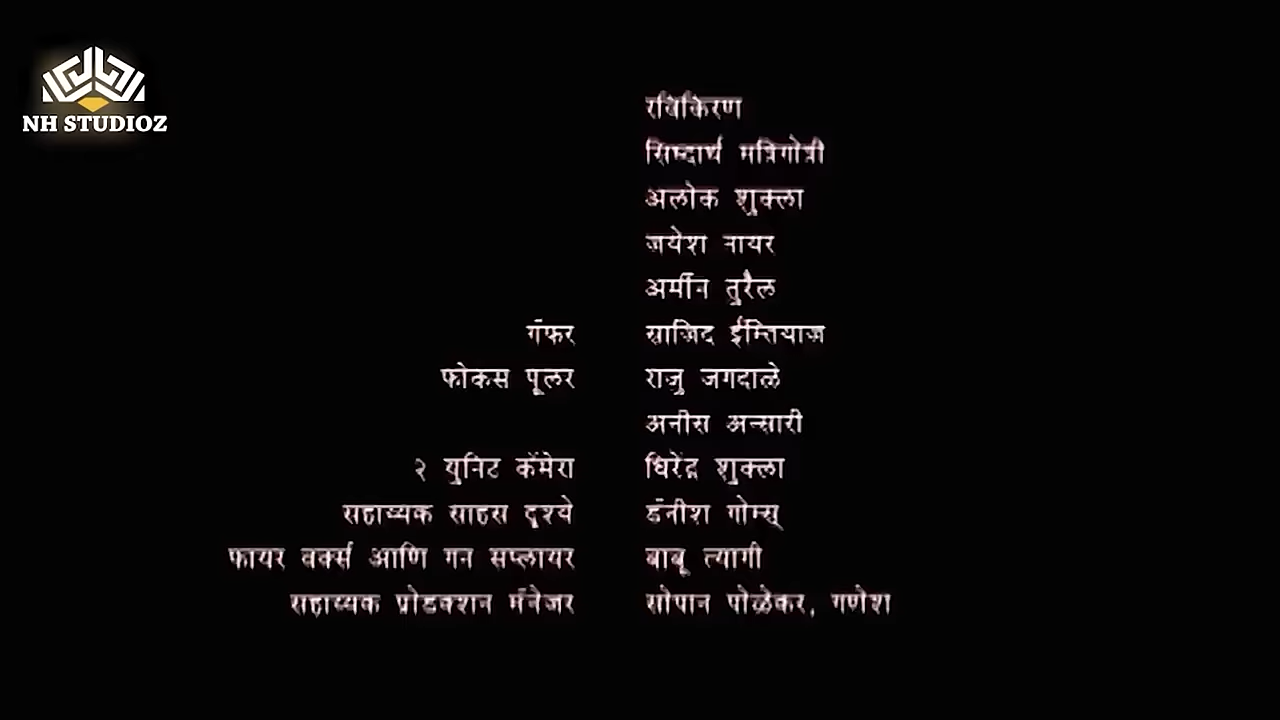 NH STUDIOZ
रविकिरण
सिध्दार्थ मत्रिगोत्री
अलोक शुक्ला
जयेश नायर
अर्मीन तुरैल
गॅफर साजिद ईम्तियाज
फोकस पूलर राजु जगदाळे
अनीस अन्सारी
२ युनिट कॅमेरा धिरेंद्र शुक्ला
सहाय्यक साहस दृश्ये डॅनीश गोम्स्
फायर वर्क्स आणि गन सप्लायर बाबू त्यागी
सहाय्यक प्रोडक्शन मॅनेजर सोपान पोळेकर, गणेश